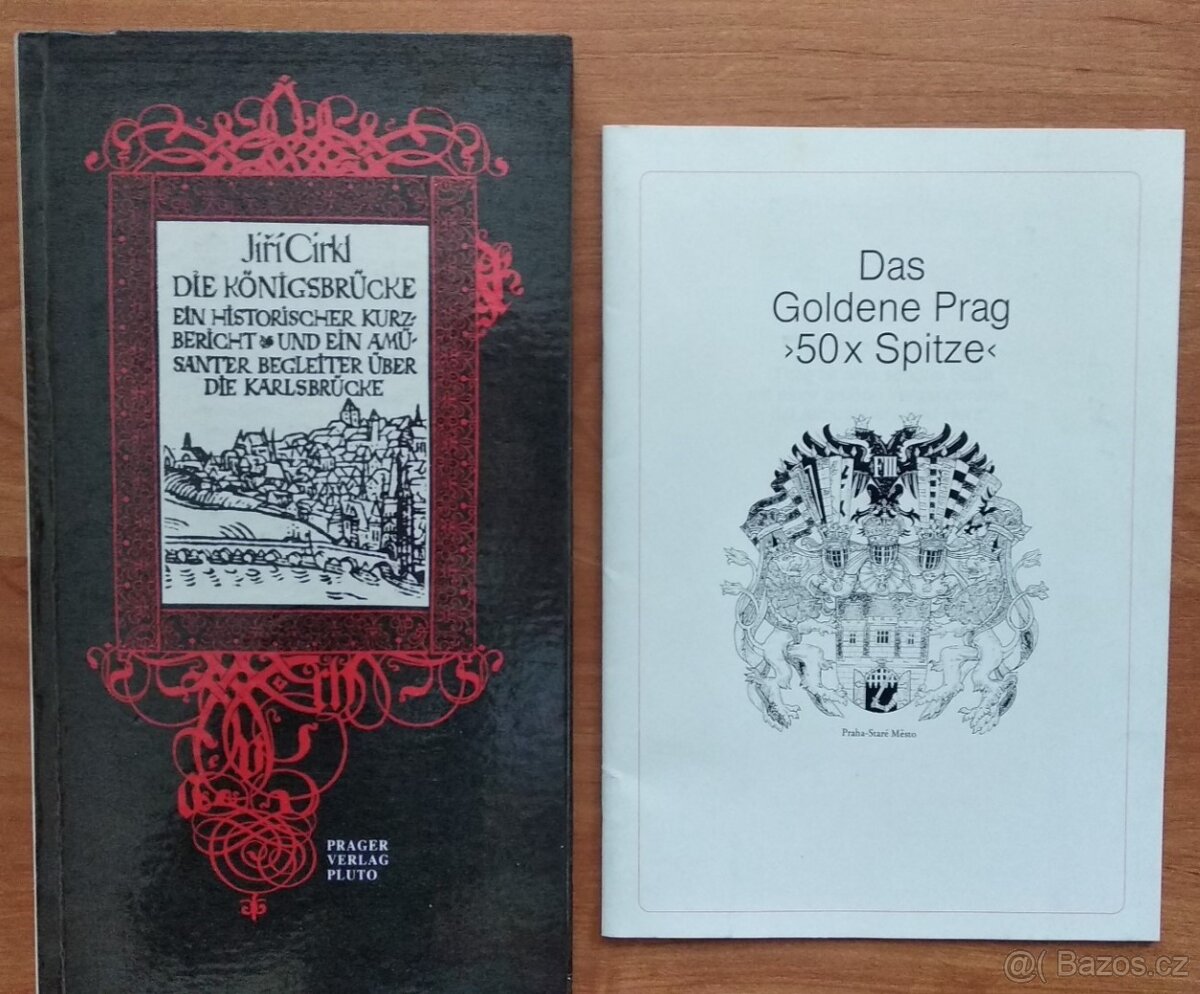 Jiří Cirkl
DIE KÖNIGSBRÜCKE
EIN HISTORISCHER KURZ-
BERICHT UND EIN AMÜ-
SANTER BEGLEITER ÜBER
DIE KARLSBRÜCKE
PRAGER
VERLAG
PLUTO
Das
Goldene Prag
›50x Spitze‹
Praha-Staré Město
@( Bazos.cz